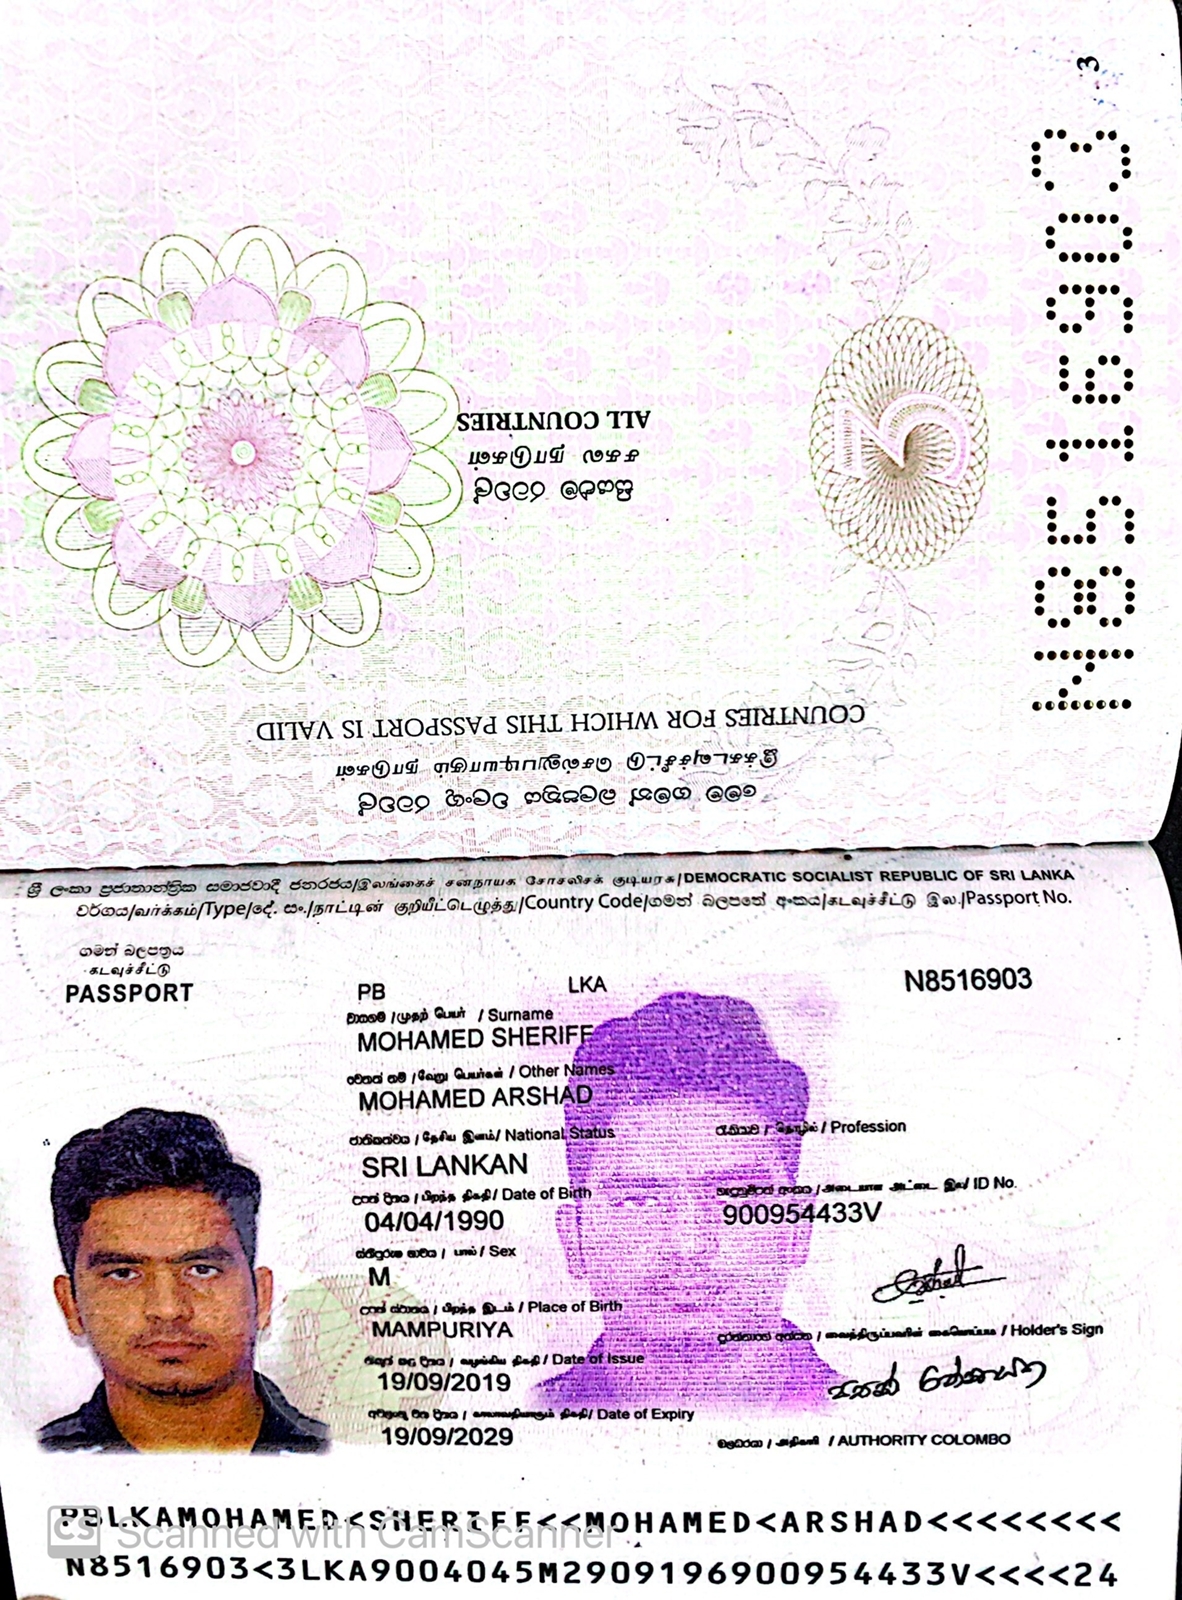 3
N8516903
සියලුම රටවල්
சகல நாடுகள்
ALL COUNTRIES
මෙම ගමන් බලපත්‍රය වලංගු රටවල්
இக்கடவுச்சீட்டு செல்லுபடியாகும் நாடுகள்
COUNTRIES FOR WHICH THIS PASSPORT IS VALID
ශ්‍රී ලංකා ප්‍රජාතාන්ත්‍රික සමාජවාදී ජනරජය/இலங்கைச் சனநாயக சோசலிசக் குடியரசு/DEMOCRATIC SOCIALIST REPUBLIC OF SRI LANKA
වර්ගය/வர்க்கம்/Type/දේ. සං./நாட்டின் குறியீட்டெழுத்து/Country Code/ගමන් බලපත් අංකය/கடவுச்சீட்டு இல./Passport No.
ගමන් බලපත්‍රය
கடவுச்சீட்டு
PASSPORT
PB LKA N8516903
වාසගම /முதற் பெயர் / Surname
MOHAMED SHERIFF
වෙනත් නම් /வேறு பெயர்கள் / Other Names
MOHAMED ARSHAD
ජාතිකත්වය / தேசிய இனம்/ National Status
රැකියාව / தொழில் / Profession
SRI LANKAN
උපන් දිනය / பிறந்த திகதி / Date of Birth
හැඳුනුම්පත් අංකය / அடையாள அட்டை இல/ ID No.
04/04/1990
900954433V
ස්ත්‍රී/පුරුෂ භාවය / பால் / Sex
M
උපන් ස්ථානය / பிறந்த இடம் / Place of Birth
MAMPURIYA
දරන්නාගේ අත්සන / வைத்திருப்பவரின் கையொப்பம் / Holder's Sign
நிகுත් කළ දිනය / வழங்கிய திகதி / Date of Issue
19/09/2019
අවලංගු වන දිනය / காலாவதியாகும் திகதி/ Date of Expiry
19/09/2029
බලධාරියා / அதிகாரி / AUTHORITY COLOMBO
PBLKAMOHAMED<SHERIFF<<MOHAMED<ARSHAD<<<<<<<<
N8516903<3LKA9004045M2909196900954433V<<<<24
CS Scanned with CamScanner